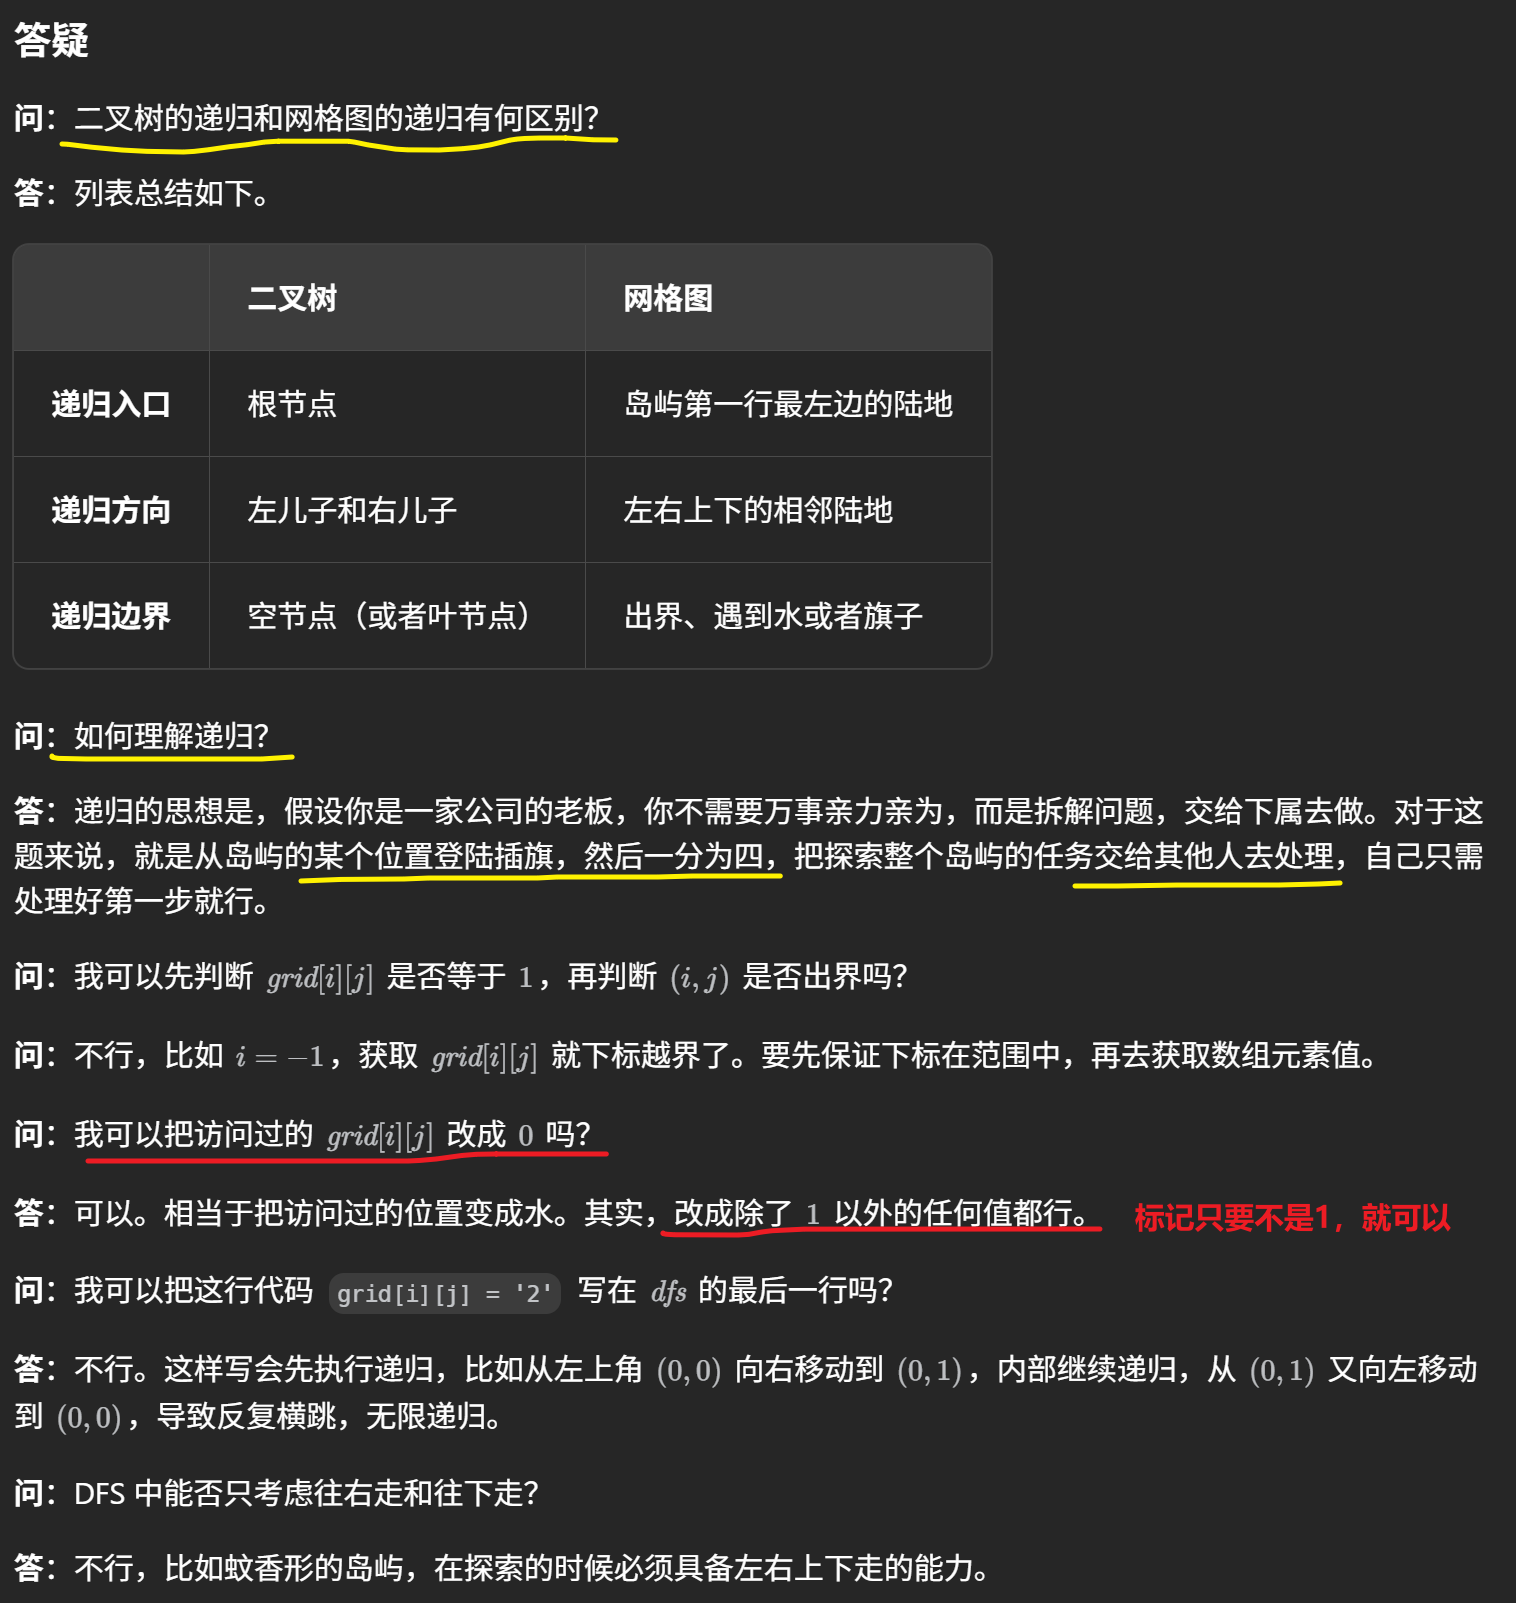 答疑
问：二叉树的递归和网格图的递归有何区别？
答：列表总结如下。
二叉树 网格图
递归入口 根节点 岛屿第一行最左边的陆地
递归方向 左儿子和右儿子 左右上下的相邻陆地
递归边界 空节点（或者叶节点） 出界、遇到水或者旗子
问：如何理解递归？
答：递归的思想是，假设你是一家公司的老板，你不需要万事亲力亲为，而是拆解问题，交给下属去做。对于这
题来说，就是从岛屿的某个位置登陆插旗，然后一分为四，把探索整个岛屿的任务交给其他人去处理，自己只需
处理好第一步就行。
问：我可以先判断 grid[i][j] 是否等于 1，再判断 (i, j) 是否出界吗？
问：不行，比如 i = −1，获取 grid[i][j] 就下标越界了。要先保证下标在范围中，再去获取数组元素值。
问：我可以把访问过的 grid[i][j] 改成 0 吗？
答：可以。相当于把访问过的位置变成水。其实，改成除了 1 以外的任何值都行。 标记只要不是1，就可以
问：我可以把这行代码 grid[i][j] = '2' 写在 dfs 的最后一行吗？
答：不行。这样写会先执行递归，比如从左上角 (0, 0) 向右移动到 (0, 1)，内部继续递归，从 (0, 1) 又向左移动
到 (0, 0)，导致反复横跳，无限递归。
问：DFS 中能否只考虑往右走和往下走？
答：不行，比如蚊香形的岛屿，在探索的时候必须具备左右上下走的能力。